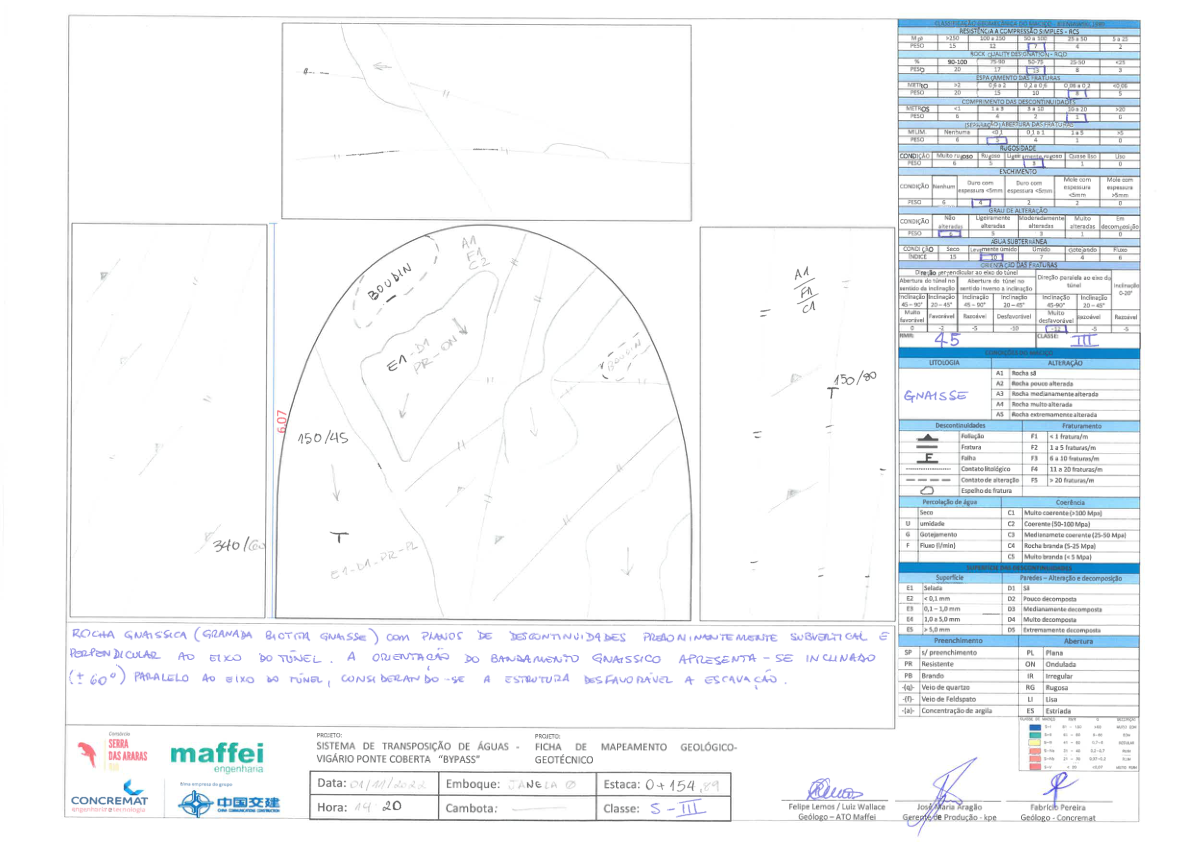 CLASSIFICAÇÃO GEOMECÂNICA DO MACIÇO
RESISTÊNCIA A COMPRESSÃO SIMPLES – RCS
Mpa >250 100 a 250 50 a 100 25 a 50 5 a 25
PESO 15 12 7 4 2
ROCK QUALITY DESIGNATION - RQD
% 90-100 75-90 50-75 25-50 <25
PESO 20 17 13 8 3
ESPAÇAMENTO DAS FRATURAS
METRO >2 0,6 a 2 0,2 a 0,6 0,06 a 0,2 <0,06
PESO 20 15 10 8 5
COMPRIMENTO DAS DESCONTINUIDADES
METROS <1 1 a 3 3 a 10 10 a 20 >20
PESO 6 4 2 1 0
(SEPARAÇÃO) ABERTURA DAS FRATURAS
MILIM. Nenhuma <0,1 0,1 a 1 1 a 5 >5
PESO 6 5 4 1 0
RUGOSIDADE
CONDIÇÃO Muito rugoso Rugoso Ligeiramente rugoso Quase liso Liso
PESO 6 5 3 1 0
ENCHIMENTO
CONDIÇÃO Nenhum Duro com espessura <5mm Duro com espessura <5mm Mole com espessura <5mm Mole com espessura >5mm
PESO 6 4 2 2 0
GRAU DE ALTERAÇÃO
CONDIÇÃO Não alteradas Ligeiramente alteradas Moderadamente alteradas Muito alteradas Em decomposição
PESO 6 5 3 1 0
ÁGUA SUBTERRÂNEA
CONDIÇÃO Seco Levemente úmido Úmido Gotejando Fluxo
ÍNDICE 15 10 7 4 0
ORIENTAÇÃO DAS FRATURAS
Direção perpendicular ao eixo do túnel Direção paralela ao eixo do túnel Inclinação 0-20°
Abertura do túnel no sentido da inclinação Abertura do túnel no sentido inverso a inclinação
Inclinação 45 – 90° Inclinação 20 – 45° Inclinação 45 – 90° Inclinação 20 – 45° Inclinação 45-90° Inclinação 20 – 45°
Muito favorável Favorável Razoável Desfavorável Muito desfavorável Razoável Razoável
0 -2 -5 -10 -12 -5 -5
RMR: 45 CLASSE: III
CONDIÇÕES DO MACIÇO
LITOLOGIA ALTERAÇÃO
GNAISSE
A1 Rocha sã
A2 Rocha pouco alterada
A3 Rocha medianamente alterada
A4 Rocha muito alterada
A5 Rocha extremamente alterada
Descontinuidades Fraturamento
Foliação F1 < 1 fratura/m
Fratura F2 1 a 5 fraturas/m
F Falha F3 6 a 10 fraturas/m
Contato litológico F4 11 a 20 fraturas/m
Contato de alteração F5 > 20 fraturas/m
Espelho de fratura
Percolação de água Coerência
Seco C1 Muito coerente (>100 Mpa)
U umidade C2 Coerente (50-100 Mpa)
G Gotejamento C3 Medianamete coerente (25-50 Mpa)
F Fluxo (l/min) C4 Rocha branda (5-25 Mpa)
C5 Muito branda (< 5 Mpa)
SUPERFÍCIE DAS DESCONTINUIDADES
Superfície Paredes – Alteração e decomposição
E1 Selada D1 Sã
E2 < 0,1 mm D2 Pouco decomposta
E3 0,1 – 1,0 mm D3 Medianamente decomposta
E4 1,0 a 5,0 mm D4 Muito decomposta
E5 > 5,0 mm D5 Extremamente decomposta
Preenchimento Abertura
SP s/ preenchimento PL Plana
PR Resistente ON Ondulada
PB Brando IR Irregular
-(q)- Veio de quartzo RG Rugosa
-(f)- Veio de Feldspato LI Lisa
-(a)- Concentração de argila ES Estriada
BOUDIN
A1
F1
C2
E1-D1
PR-ON
BOUDIN
6,07
150/45
T
E1-D1-PR-PL
340/60
A1
F1
C1
150/80
T
ROCHA GNAISSICA (GRANADA BIOTITA GNAISSE) COM PLANOS DE DESCONTINUIDADES PREDMINANTEMENTE SUBVERTICAL E
PERPENDICULAR AO EIXO DO TÚNEL. A ORIENTAÇÃO DO BANDAMENTO GNAISSICO APRESENTA-SE INCLINADO
(±60°) PARALELO AO EIXO DO TÚNEL, CONSIDERANDO-SE A ESTRUTURA DESFAVORÁVEL A ESCAVAÇÃO.
Consórcio
SERRA
DAS ARARAS
maffei
engenharia
CONCREMAT
engenharia e tecnologia
Uma empresa do grupo
中国交建
PROJETO:
SISTEMA DE TRANSPOSIÇÃO DE ÁGUAS -
VIGÁRIO PONTE COBERTA "BYPASS"
PROJETO:
FICHA DE MAPEAMENTO GEOLÓGICO-
GEOTÉCNICO
Data: 01/11/2022 Emboque: JANELA 0 Estaca: 0+154,89
Hora: 14 20 Cambota: Classe: S-III
Felipe Lemos / Luiz Wallace
Geólogo – ATO Maffei
José Maria Aragão
Gerente de Produção - kpe
Fabrício Pereira
Geólogo - Concremat